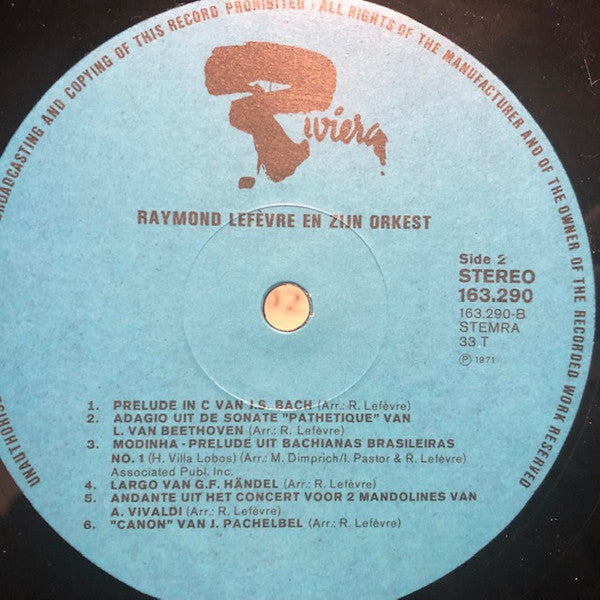 UNAUTHORISE
BROADCASTING AND COPYING OF THIS RECORD PROHIBITED · ALL RIGHTS OF THE MANUFACTURER AND OF THE OWNER OF THE RECORDED WORK RESERVED
Riviera
RAYMOND LEFÈVRE EN ZIJN ORKEST
Side 2
STEREO
163.290
163.290-B
STEMRA
33 T
Ⓟ 1971
1. PRELUDE IN C VAN J.S. BACH (Arr.: R. Lefèvre)
2. ADAGIO UIT DE SONATE "PATHETIQUE" VAN
L. VAN BEETHOVEN (Arr.: R. Lefèvre)
3. MODINHA - PRELUDE UIT BACHIANAS BRASILEIRAS
NO. 1 (H. Villa Lobos) (Arr.: M. Dimprich/I. Pastor & R. Lefèvre)
Associated Publ. Inc.
4. LARGO VAN G.F. HÄNDEL (Arr.: R. Lefèvre)
5. ANDANTE UIT HET CONCERT VOOR 2 MANDOLINES VAN
A. VIVALDI (Arr.: R. Lefèvre)
6. "CANON" VAN J. PACHELBEL (Arr.: R. Lefèvre)